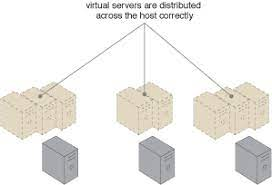 virtual servers are distributed
across the host correctly